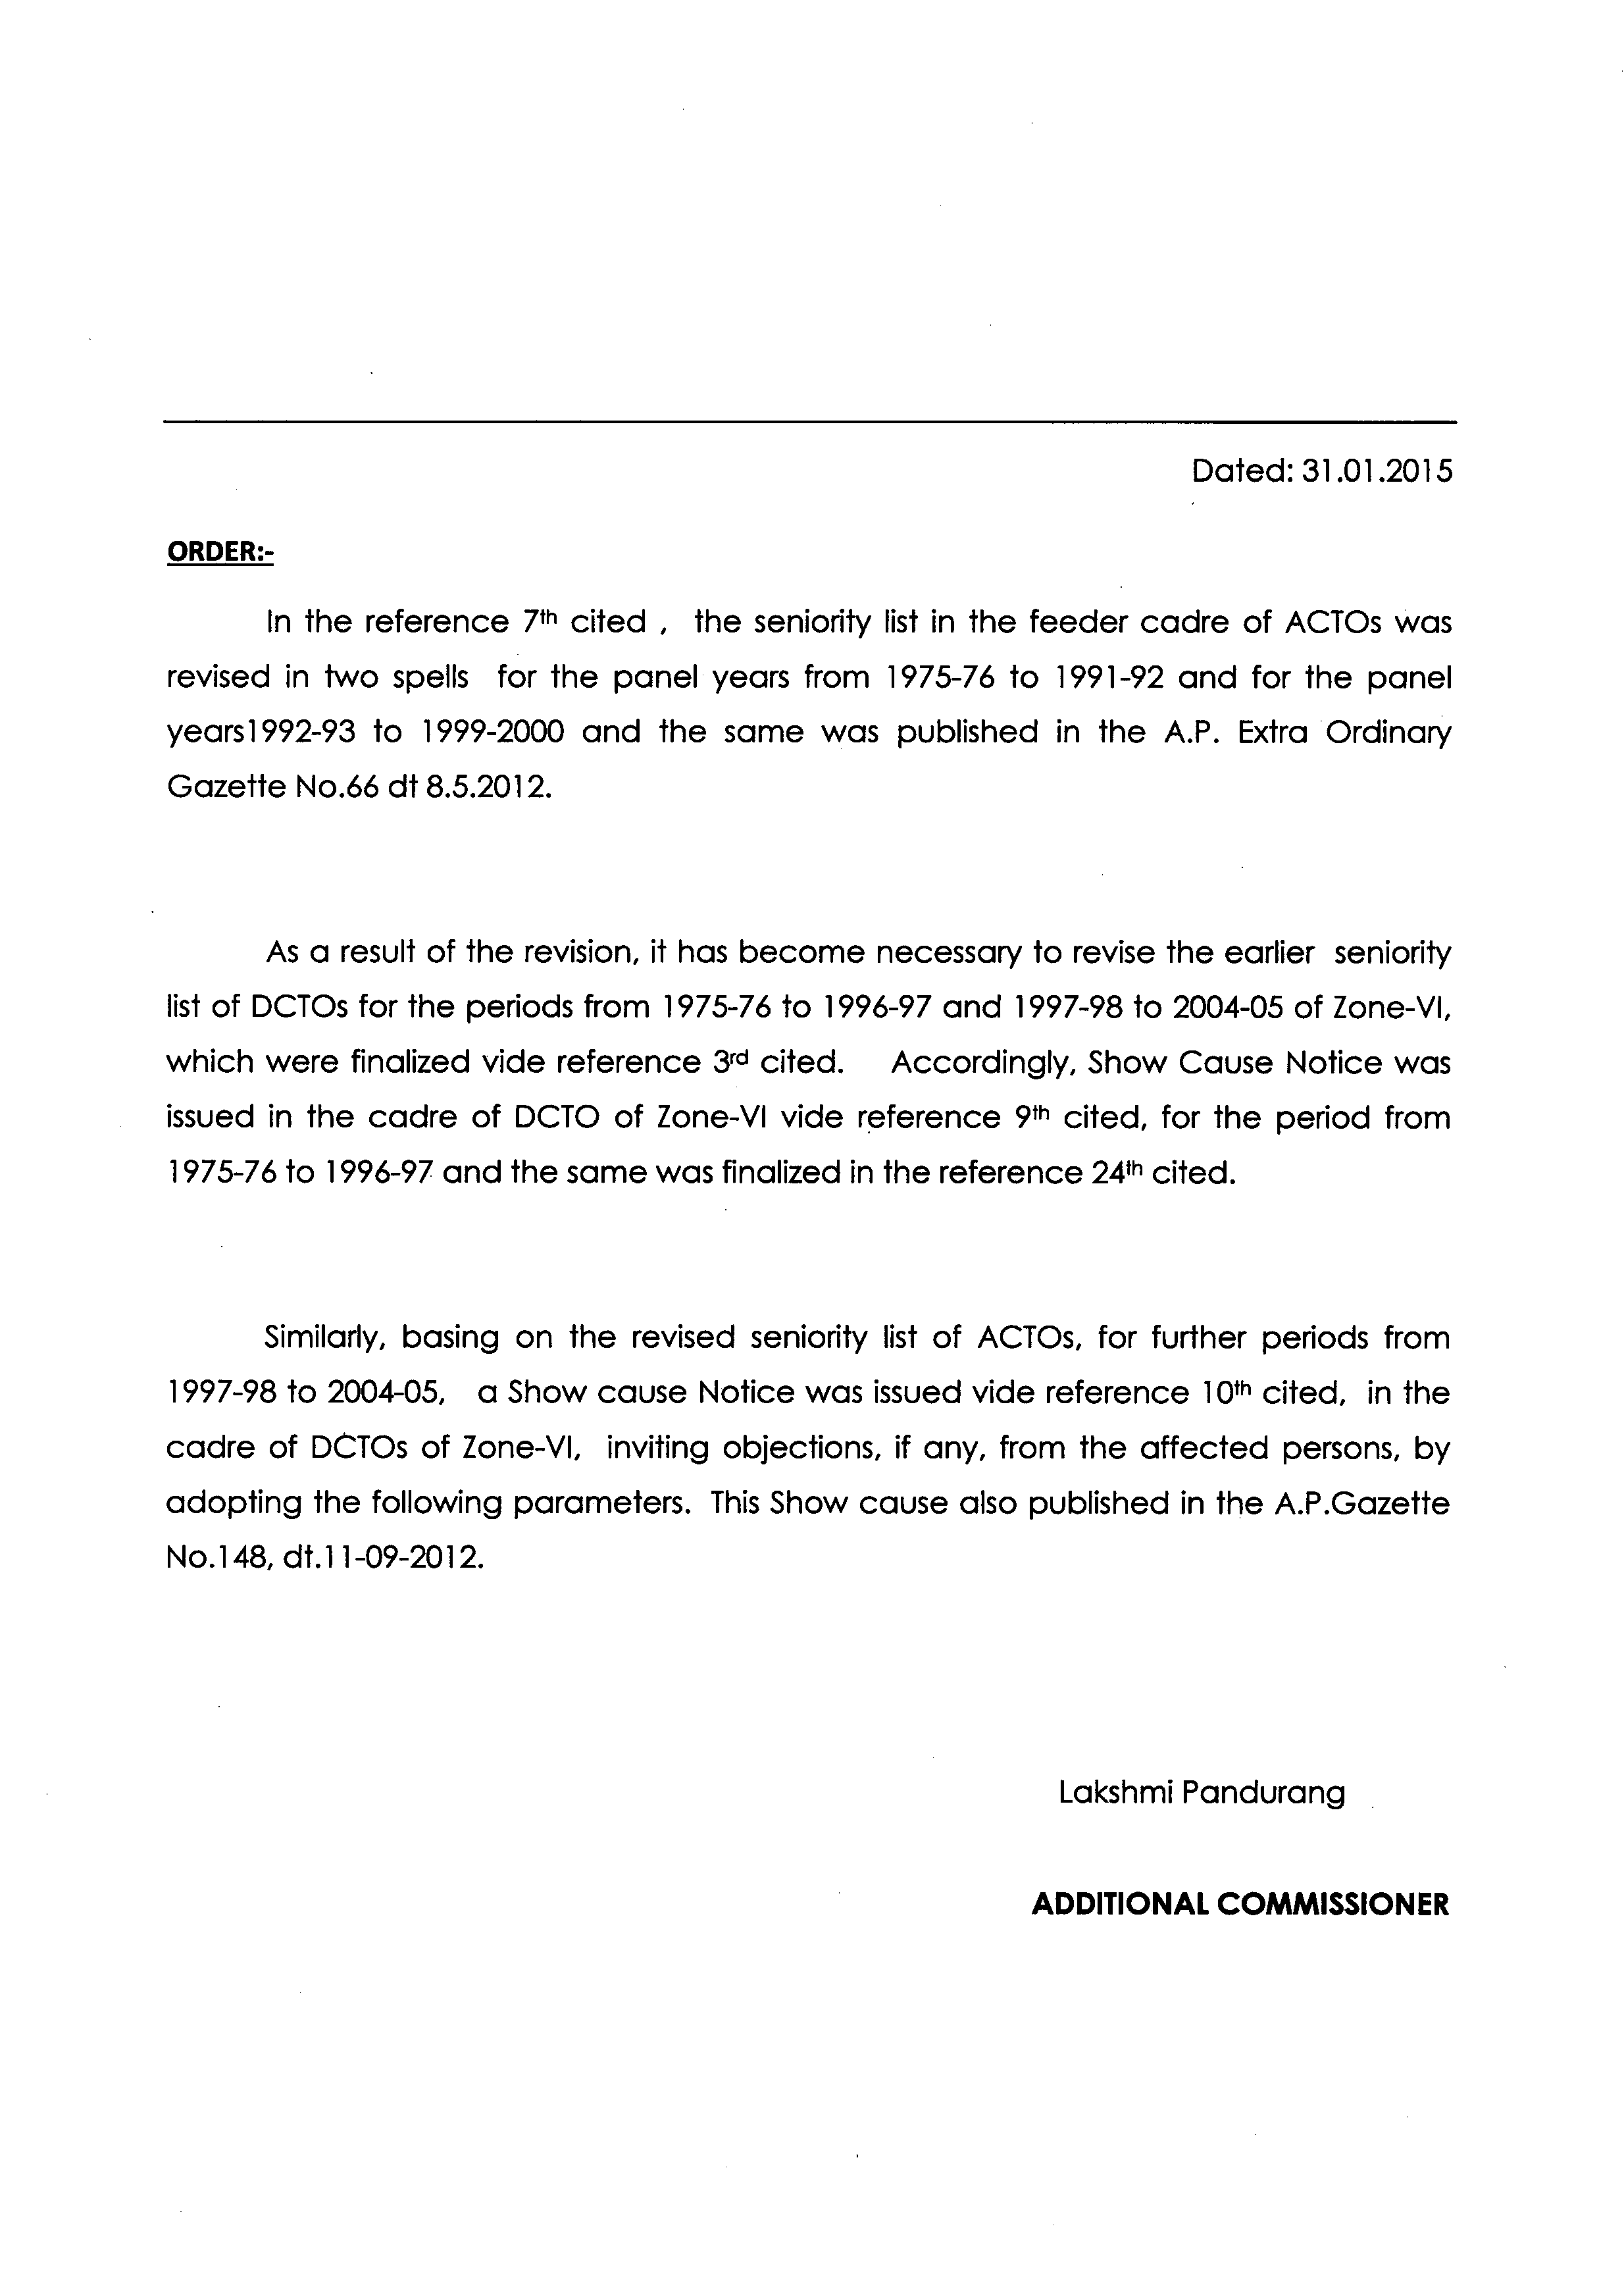 Dated: 31.01.2015
ORDER:-
In the reference 7th cited , the seniority list in the feeder cadre of ACTOs was
revised in two spells for the panel years from 1975-76 to 1991-92 and for the panel
years1992-93 to 1999-2000 and the same was published in the A.P. Extra Ordinary
Gazette No.66 dt 8.5.2012.
As a result of the revision, it has become necessary to revise the earlier seniority
list of DCTOs for the periods from 1975-76 to 1996-97 and 1997-98 to 2004-05 of Zone-VI,
which were finalized vide reference 3rd cited. Accordingly, Show Cause Notice was
issued in the cadre of DCTO of Zone-VI vide reference 9th cited, for the period from
1975-76 to 1996-97 and the same was finalized in the reference 24th cited.
Similarly, basing on the revised seniority list of ACTOs, for further periods from
1997-98 to 2004-05, a Show cause Notice was issued vide reference 10th cited, in the
cadre of DCTOs of Zone-VI, inviting objections, if any, from the affected persons, by
adopting the following parameters. This Show cause also published in the A.P.Gazette
No.148, dt.11-09-2012.
Lakshmi Pandurang
ADDITIONAL COMMISSIONER